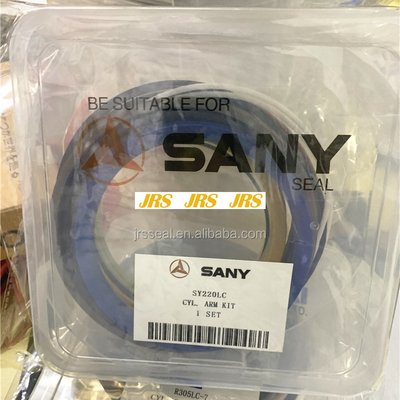 BE SUITABLE FOR
SANY
SEAL
JRS JRS JRS
jrsseal.en.alibaba.com
SANY
SY220LC
CYL. ARM KIT
1 SET
R305LC-7